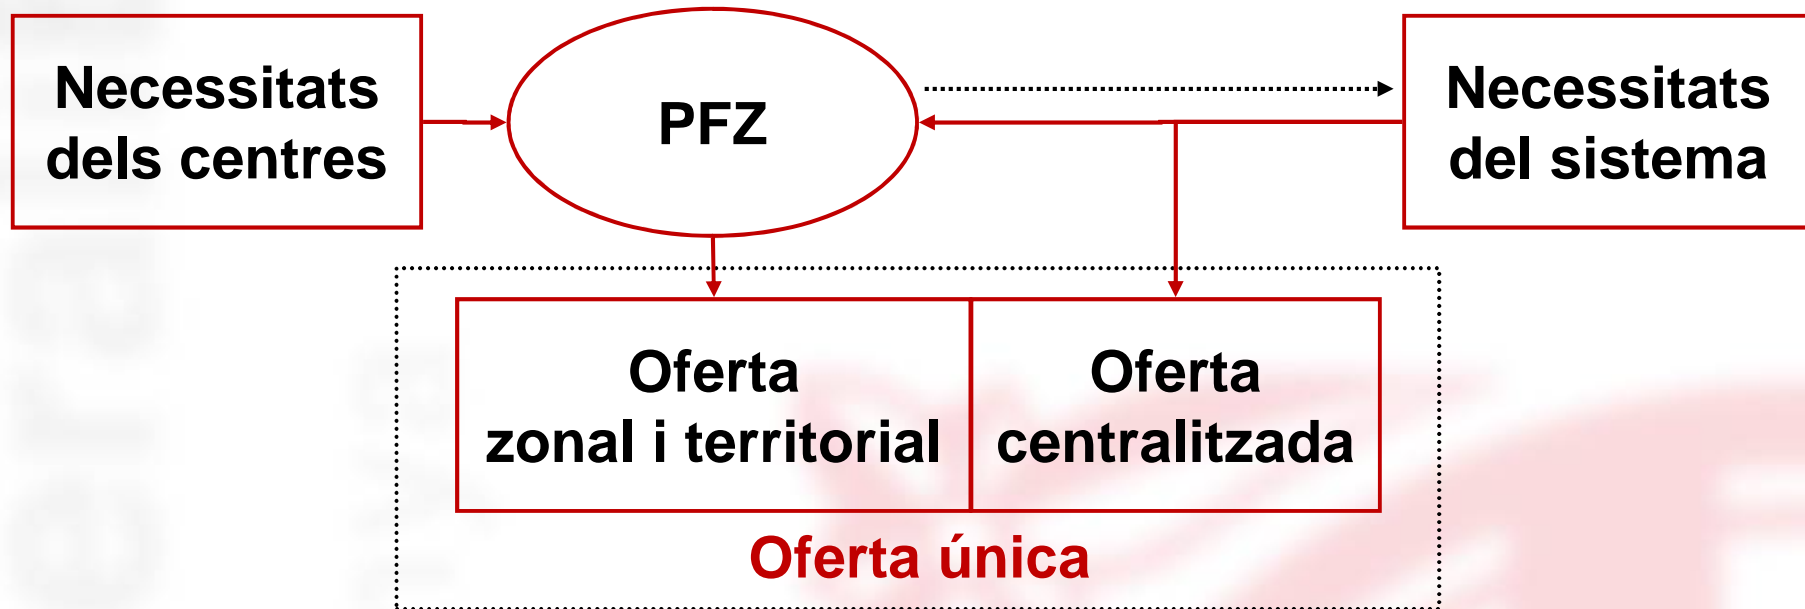 Necessitats
dels centres
PFZ
Necessitats
del sistema
Oferta
zonal i territorial
Oferta
centralitzada
Oferta única